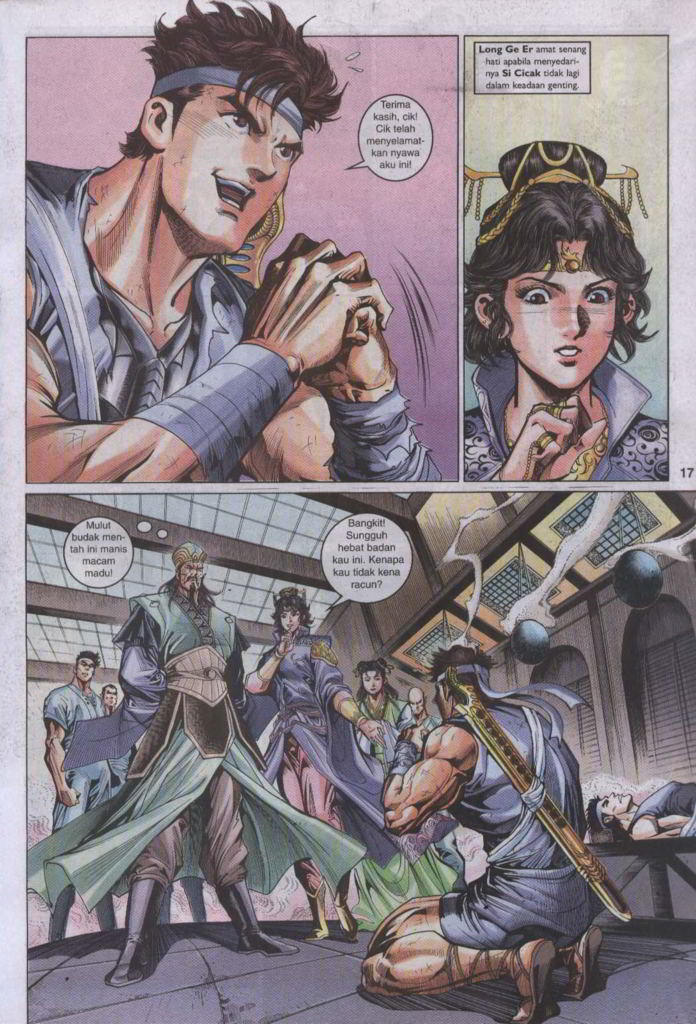 Terima
kasih, cik!
Cik telah
menyelamat-
kan nyawa
aku ini!
Long Ge Er amat senang
hati apabila menyedari-
nya Si Cicak tidak lagi
dalam keadaan genting.
17
Mulut
budak men-
tah ini manis
macam
madu!
Bangkit!
Sungguh
hebat badan
kau ini. Kenapa
kau tidak kena
racun?